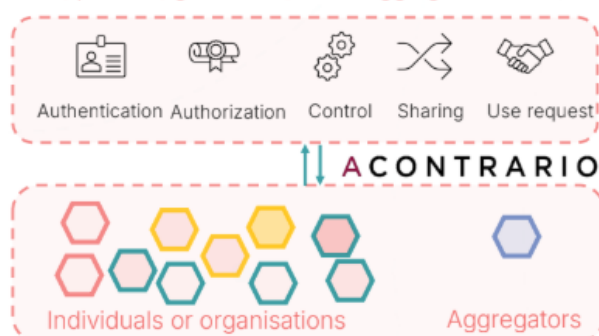 Authentication Authorization Control Sharing Use request
ACONTRARIO
Individuals or organisations Aggregators